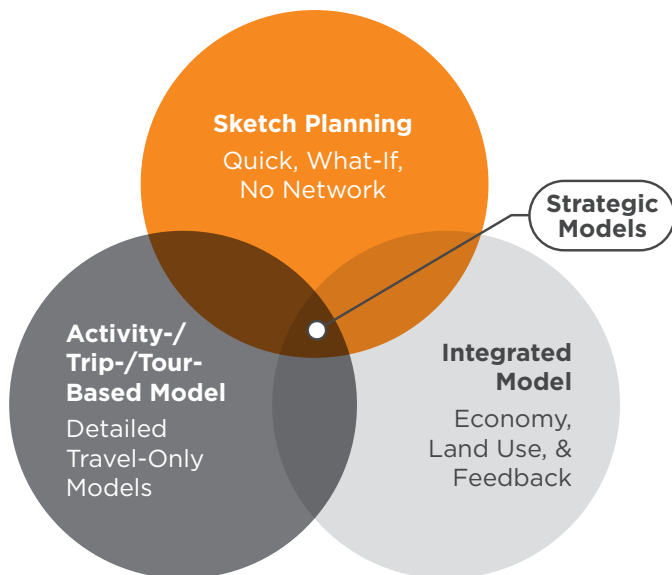 Sketch Planning
Quick, What-If,
No Network
Strategic
Models
Activity-/
Trip-/Tour-
Based Model
Detailed
Travel-Only
Models
Integrated
Model
Economy,
Land Use, &
Feedback